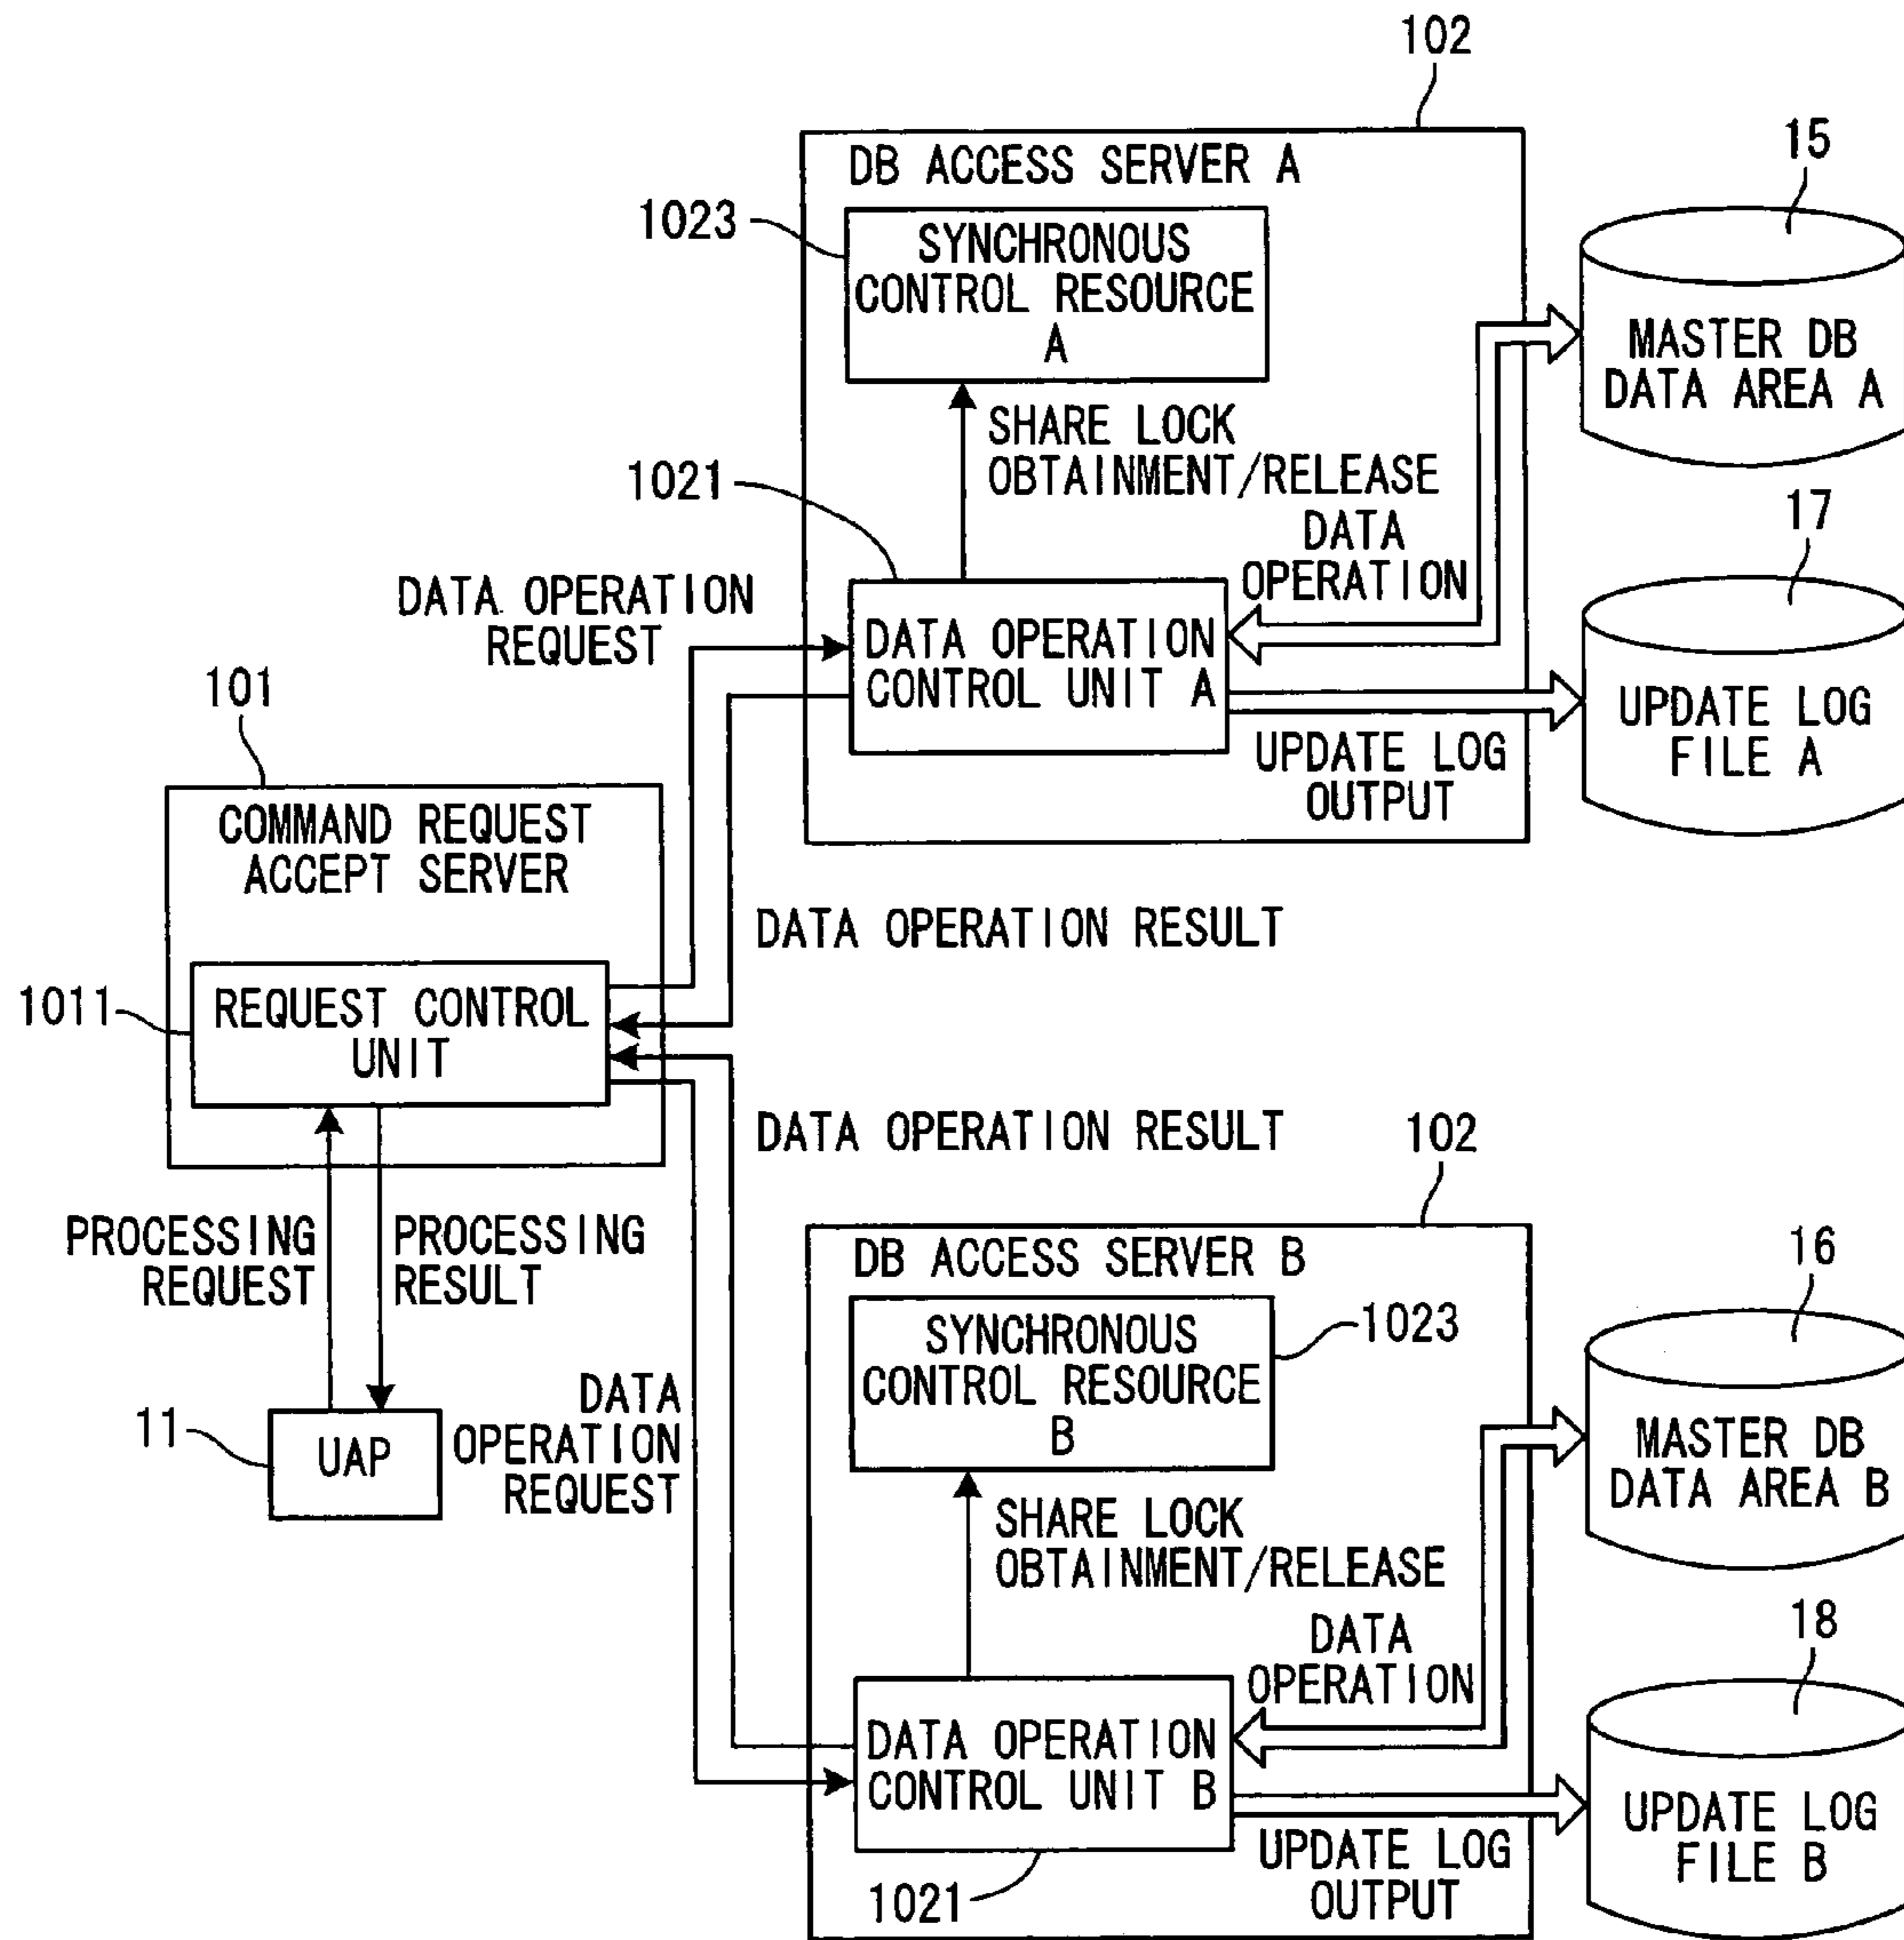 102
DB ACCESS SERVER A
15
1023
SYNCHRONOUS
CONTROL RESOURCE
A
MASTER DB
DATA AREA A
SHARE LOCK
OBTAINMENT/RELEASE
1021
DATA
OPERATION
17
DATA OPERATION
REQUEST
DATA OPERATION
CONTROL UNIT A
UPDATE LOG
FILE A
UPDATE LOG
OUTPUT
101
COMMAND REQUEST
ACCEPT SERVER
DATA OPERATION RESULT
1011
REQUEST CONTROL
UNIT
DATA OPERATION RESULT
102
PROCESSING
REQUEST
PROCESSING
RESULT
DB ACCESS SERVER B
16
SYNCHRONOUS
CONTROL RESOURCE
B
1023
DATA
OPERATION
REQUEST
11
UAP
MASTER DB
DATA AREA B
SHARE LOCK
OBTAINMENT/RELEASE
DATA
OPERATION
18
DATA OPERATION
CONTROL UNIT B
UPDATE LOG
FILE B
1021
UPDATE LOG
OUTPUT